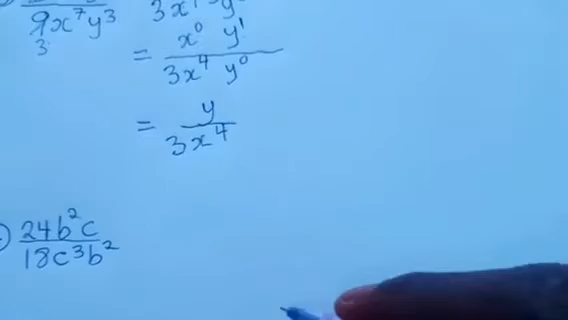 9x⁷y³
3
= x⁰ y¹ / 3x⁴ y⁰
= y / 3x⁴
24b²c / 18c³b²